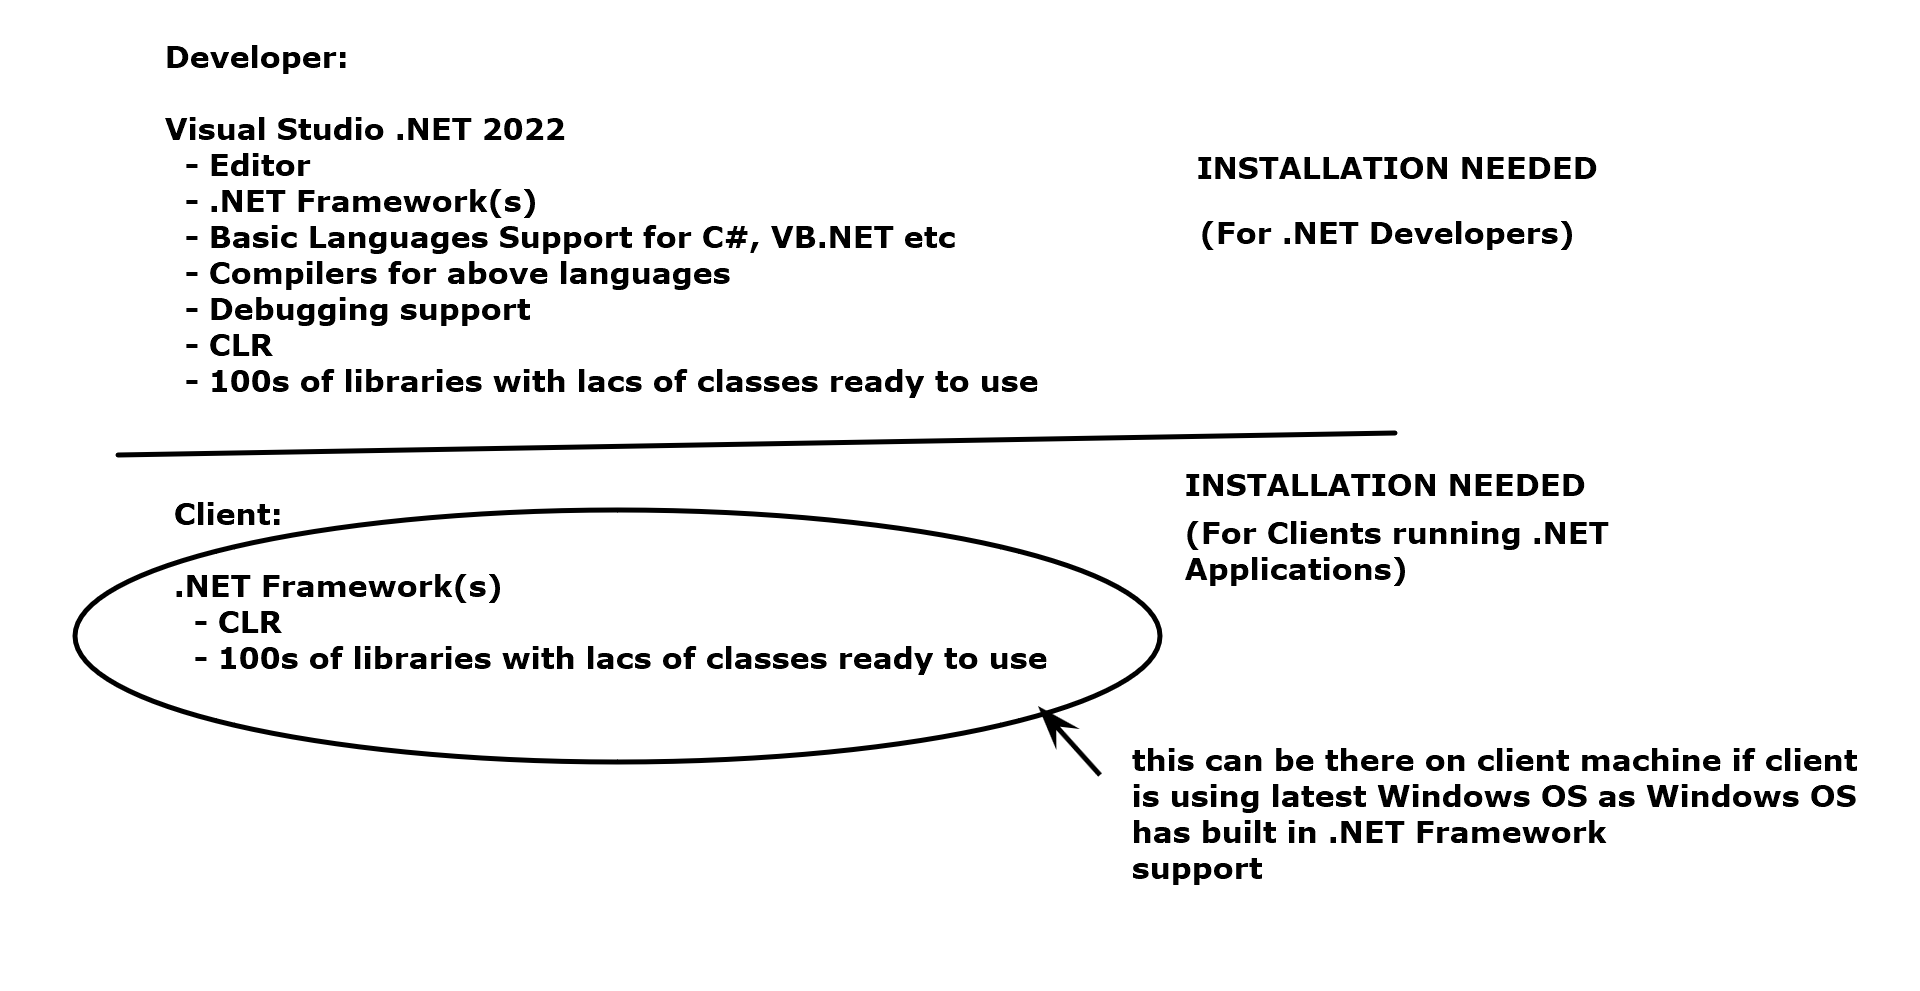 Developer:
Visual Studio .NET 2022
- Editor
- .NET Framework(s)
- Basic Languages Support for C#, VB.NET etc
- Compilers for above languages
- Debugging support
- CLR
- 100s of libraries with lacs of classes ready to use
INSTALLATION NEEDED
(For .NET Developers)
Client:
.NET Framework(s)
- CLR
- 100s of libraries with lacs of classes ready to use
INSTALLATION NEEDED
(For Clients running .NET
Applications)
this can be there on client machine if client
is using latest Windows OS as Windows OS
has built in .NET Framework
support